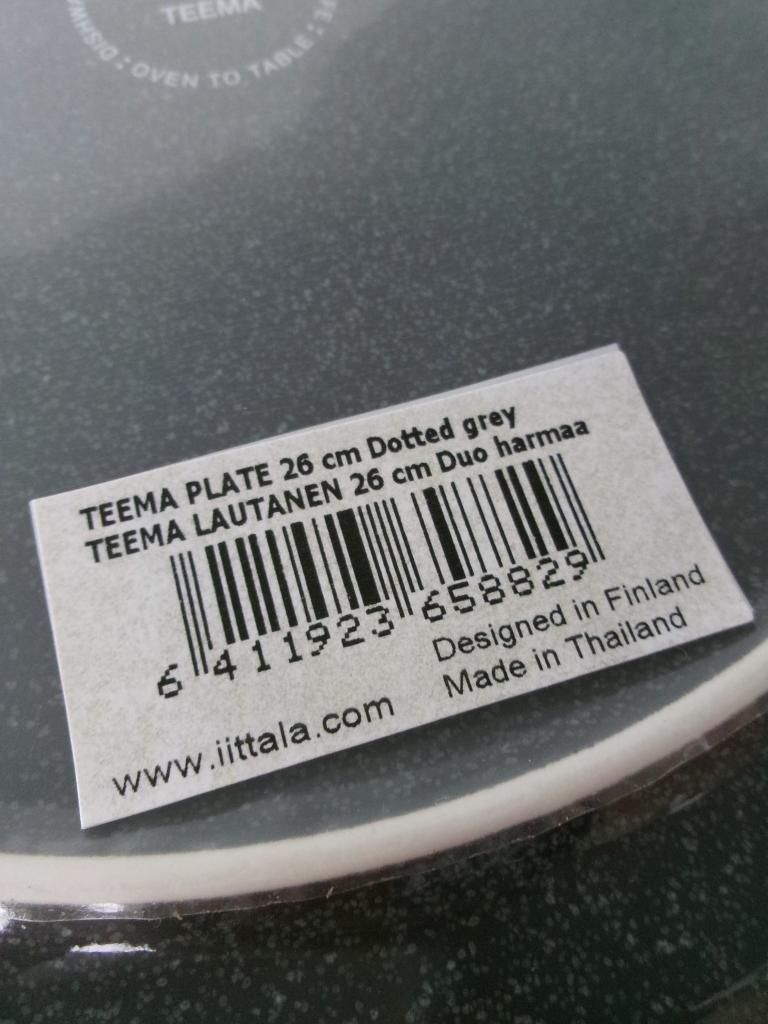 TEEMA
: OVEN TO TABLE :
TEEMA PLATE 26 cm Dotted grey
TEEMA LAUTANEN 26 cm Duo harmaa
6 411923 658829
Designed in Finland
Made in Thailand
www.iittala.com